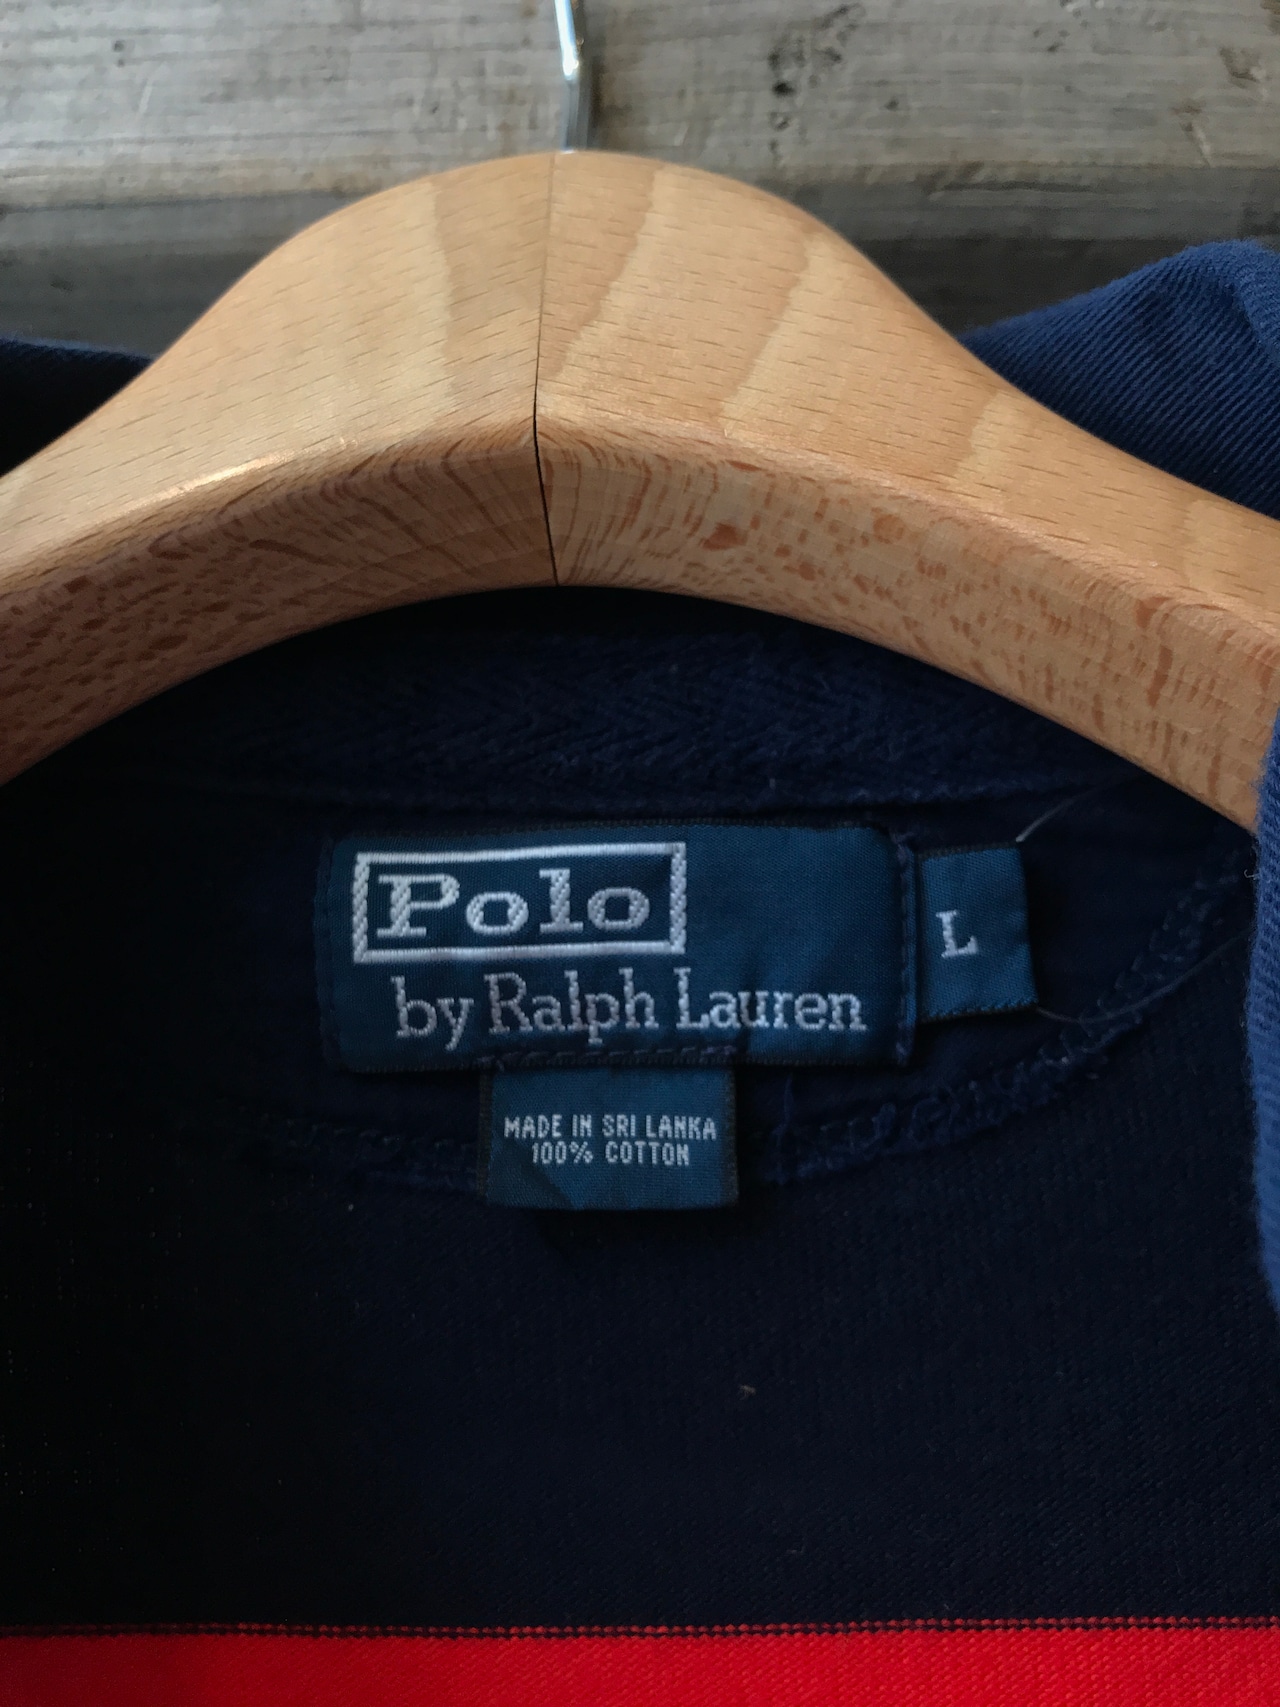 Polo
by Ralph Lauren
L
MADE IN SRI LANKA
100% COTTON